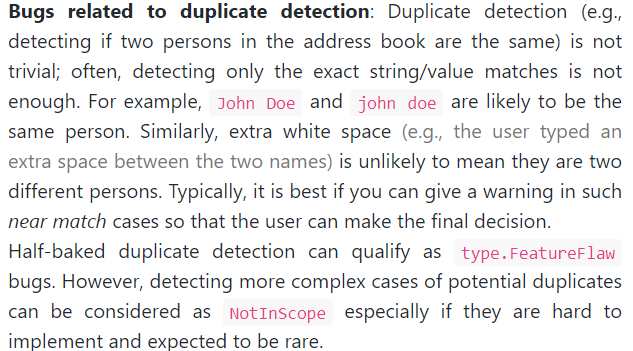 Bugs related to duplicate detection: Duplicate detection (e.g.,
detecting if two persons in the address book are the same) is not
trivial; often, detecting only the exact string/value matches is not
enough. For example, John Doe and john doe are likely to be the
same person. Similarly, extra white space (e.g., the user typed an
extra space between the two names) is unlikely to mean they are two
different persons. Typically, it is best if you can give a warning in such
near match cases so that the user can make the final decision.
Half-baked duplicate detection can qualify as type.FeatureFlaw
bugs. However, detecting more complex cases of potential duplicates
can be considered as NotInScope especially if they are hard to
implement and expected to be rare.